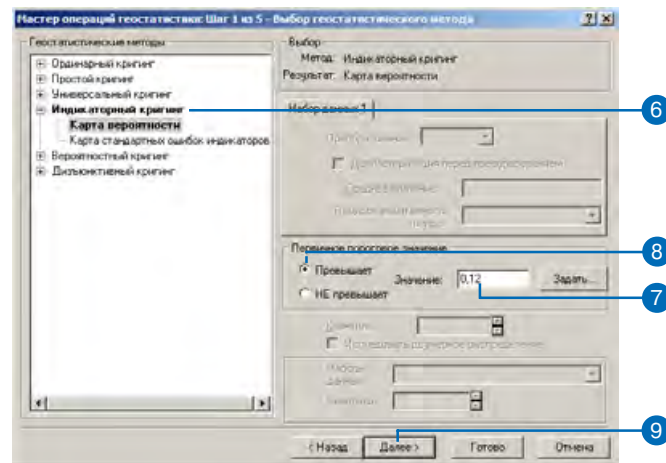 Мастер операций геостатистики: Шаг 1 из 5 - Выбор геостатистического метода
Геостатистические методы
Ординарный кригинг
Простой кригинг
Универсальный кригинг
Индикаторный кригинг
Карта вероятности
Карта стандартных ошибок индикаторов
Вероятностный кригинг
Дизъюнктивный кригинг
Выбор
Метод: Индикаторный кригинг
Результат: Карта вероятности
Набор данных 1
6
Первичное пороговое значение
8
Превышает
НЕ превышает
Значение: 0,12
Задать...
7
< Назад
Далее >
Готово
Отмена
9